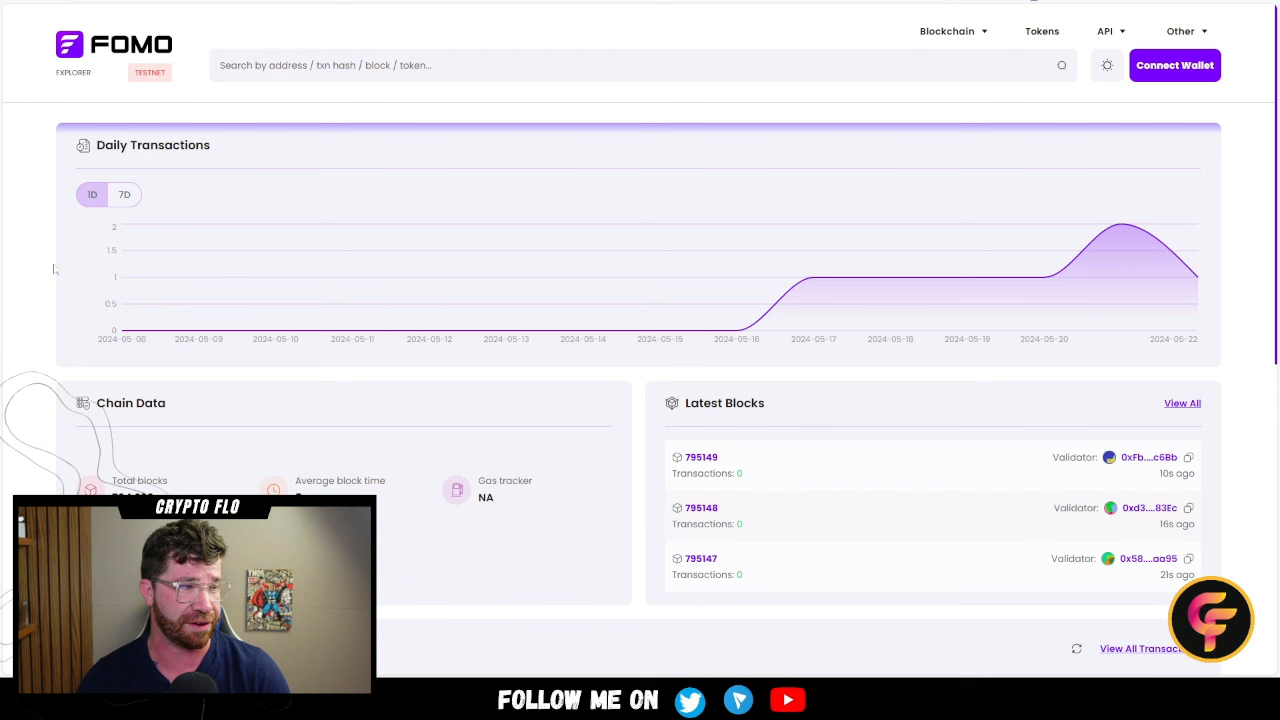 FOMO
EXPLORER TESTNET
Blockchain Tokens API Other
Search by address / txn hash / block / token...
Connect Wallet
Daily Transactions
1D 7D
2
1.5
1
0.5
0
2024-05-08 2024-05-09 2024-05-10 2024-05-11 2024-05-12 2024-05-13 2024-05-14 2024-05-15 2024-05-16 2024-05-17 2024-05-18 2024-05-19 2024-05-20 2024-05-22
Chain Data
Total blocks
Average block time
Gas tracker
NA
Latest Blocks View All
795149 Validator: 0xFb....c6Bb
Transactions: 0 10s ago
795148 Validator: 0xd3....83Ec
Transactions: 0 16s ago
795147 Validator: 0x58....aa95
Transactions: 0 21s ago
View All Transac
CRYPTO FLO
FOLLOW ME ON